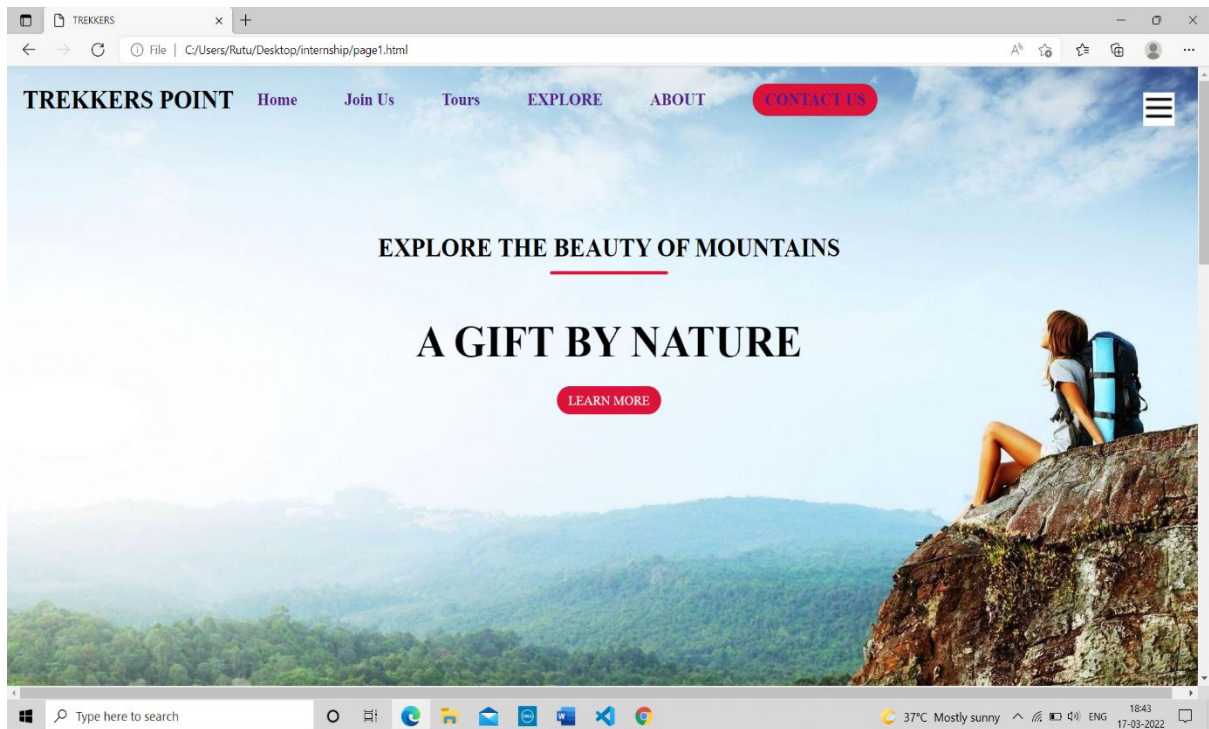 TREKKERS
File | C:/Users/Rutu/Desktop/internship/page1.html
TREKKERS POINT Home Join Us Tours EXPLORE ABOUT CONTACT US
EXPLORE THE BEAUTY OF MOUNTAINS
A GIFT BY NATURE
LEARN MORE
Type here to search 37°C Mostly sunny ENG 18:43
17-03-2022